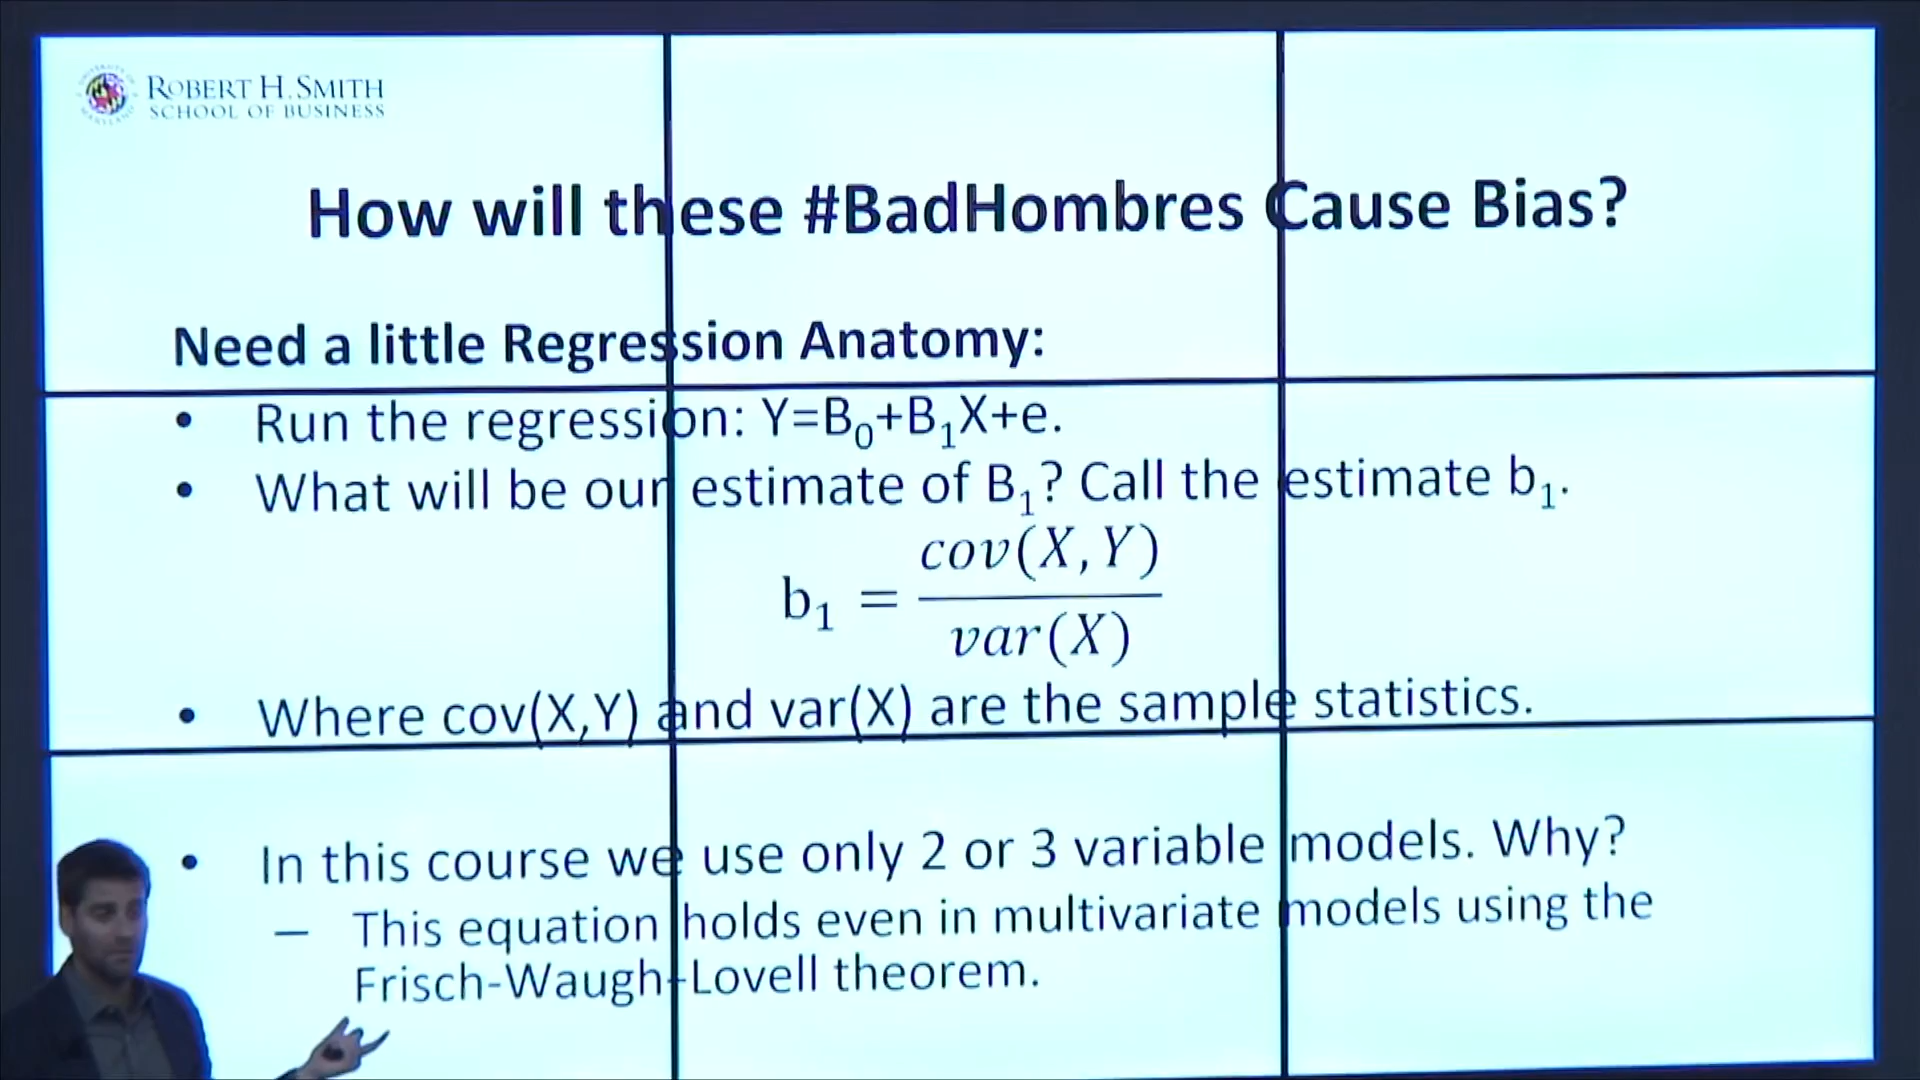 ROBERT H. SMITH
SCHOOL OF BUSINESS
How will these #BadHombres Cause Bias?
Need a little Regression Anatomy:
• Run the regression: Y=B₀+B₁X+e.
• What will be our estimate of B₁? Call the estimate b₁.
b₁ = cov(X,Y) / var(X)
• Where cov(X,Y) and var(X) are the sample statistics.
• In this course we use only 2 or 3 variable models. Why?
– This equation holds even in multivariate models using the
Frisch-Waugh-Lovell theorem.